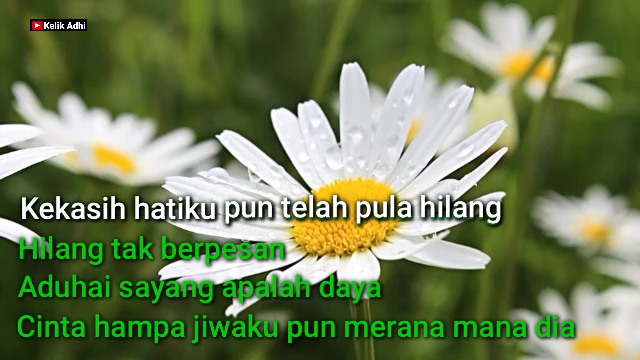 Kelik Adhi
Kekasih hatiku pun telah pula hilang
Hilang tak berpesan
Aduhai sayang apalah daya
Cinta hampa jiwaku pun merana mana dia